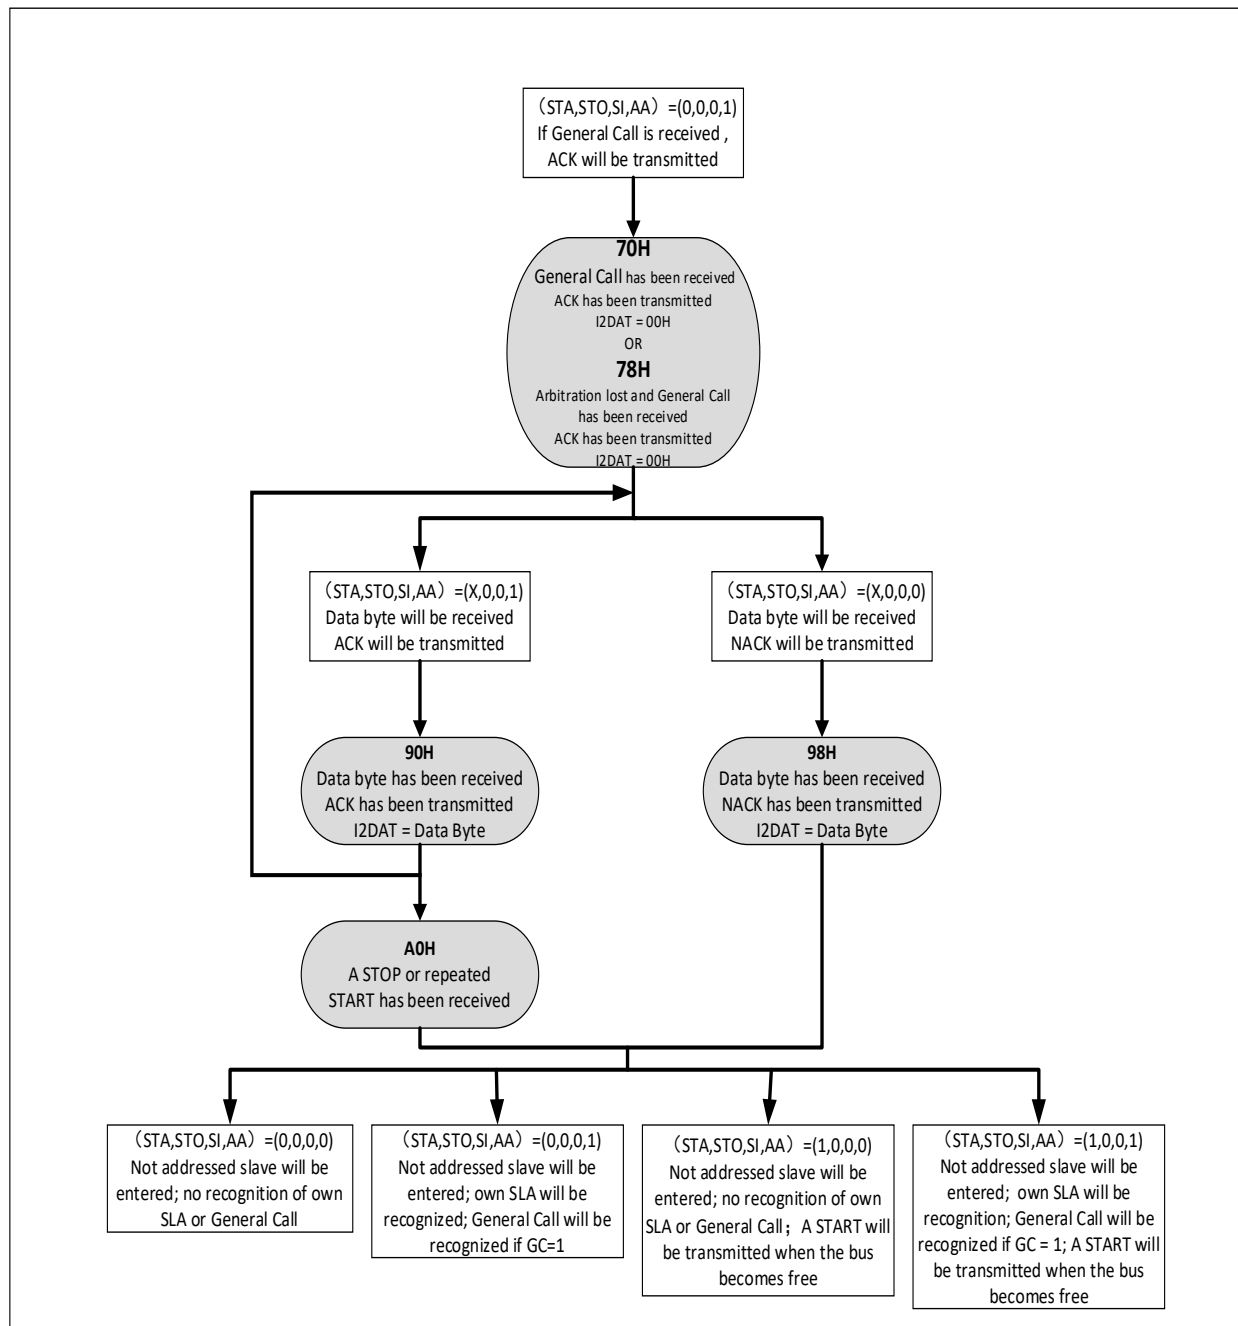 （STA,STO,SI,AA）=(0,0,0,1)
If General Call is received ,
ACK will be transmitted
70H
General Call has been received
ACK has been transmitted
I2DAT = 00H
OR
78H
Arbitration lost and General Call
has been received
ACK has been transmitted
I2DAT = 00H
（STA,STO,SI,AA）=(X,0,0,1)
Data byte will be received
ACK will be transmitted
（STA,STO,SI,AA）=(X,0,0,0)
Data byte will be received
NACK will be transmitted
90H
Data byte has been received
ACK has been transmitted
I2DAT = Data Byte
98H
Data byte has been received
NACK has been transmitted
I2DAT = Data Byte
A0H
A STOP or repeated
START has been received
（STA,STO,SI,AA）=(0,0,0,0)
Not addressed slave will be
entered; no recognition of own
SLA or General Call
（STA,STO,SI,AA）=(0,0,0,1)
Not addressed slave will be
entered; own SLA will be
recognized; General Call will be
recognized if GC=1
（STA,STO,SI,AA）=(1,0,0,0)
Not addressed slave will be
entered; no recognition of own
SLA or General Call；A START will
be transmitted when the bus
becomes free
（STA,STO,SI,AA）=(1,0,0,1)
Not addressed slave will be
entered; own SLA will be
recognition; General Call will be
recognized if GC = 1; A START will
be transmitted when the bus
becomes free